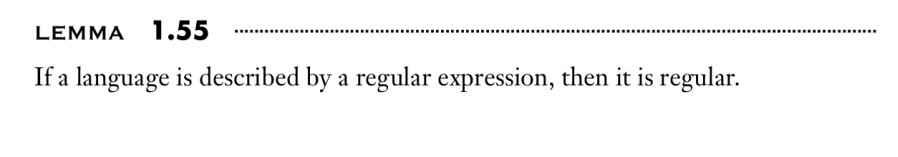 LEMMA 1.55
If a language is described by a regular expression, then it is regular.